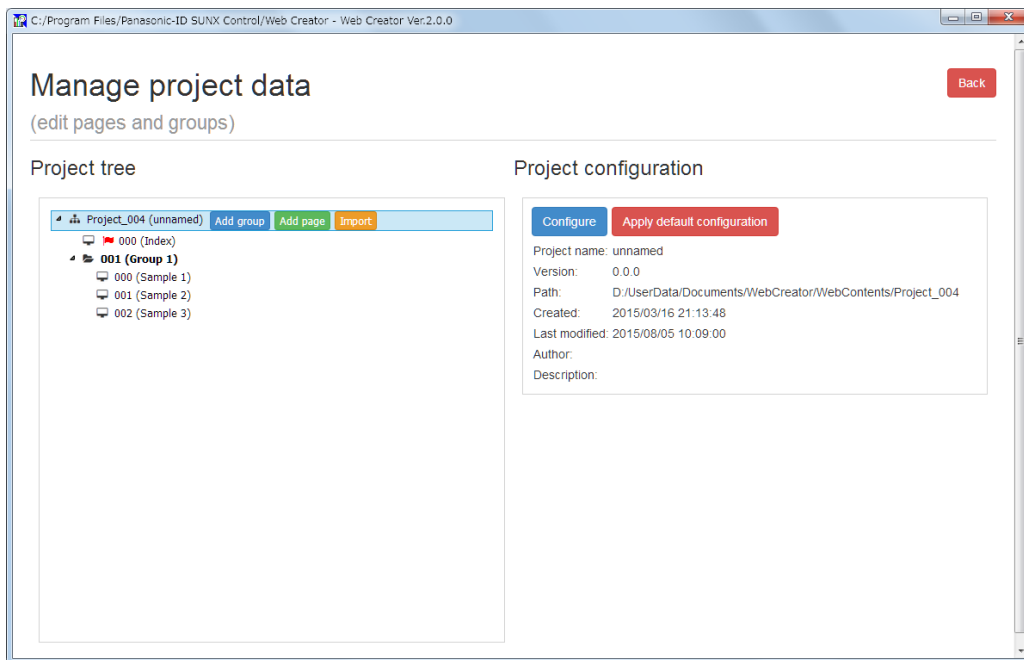 C:/Program Files/Panasonic-ID SUNX Control/Web Creator - Web Creator Ver.2.0.0
Manage project data
Back
(edit pages and groups)
Project tree
Project_004 (unnamed) Add group Add page Import
000 (Index)
001 (Group 1)
000 (Sample 1)
001 (Sample 2)
002 (Sample 3)
Project configuration
Configure Apply default configuration
Project name: unnamed
Version: 0.0.0
Path: D:/UserData/Documents/WebCreator/WebContents/Project_004
Created: 2015/03/16 21:13:48
Last modified: 2015/08/05 10:09:00
Author:
Description: